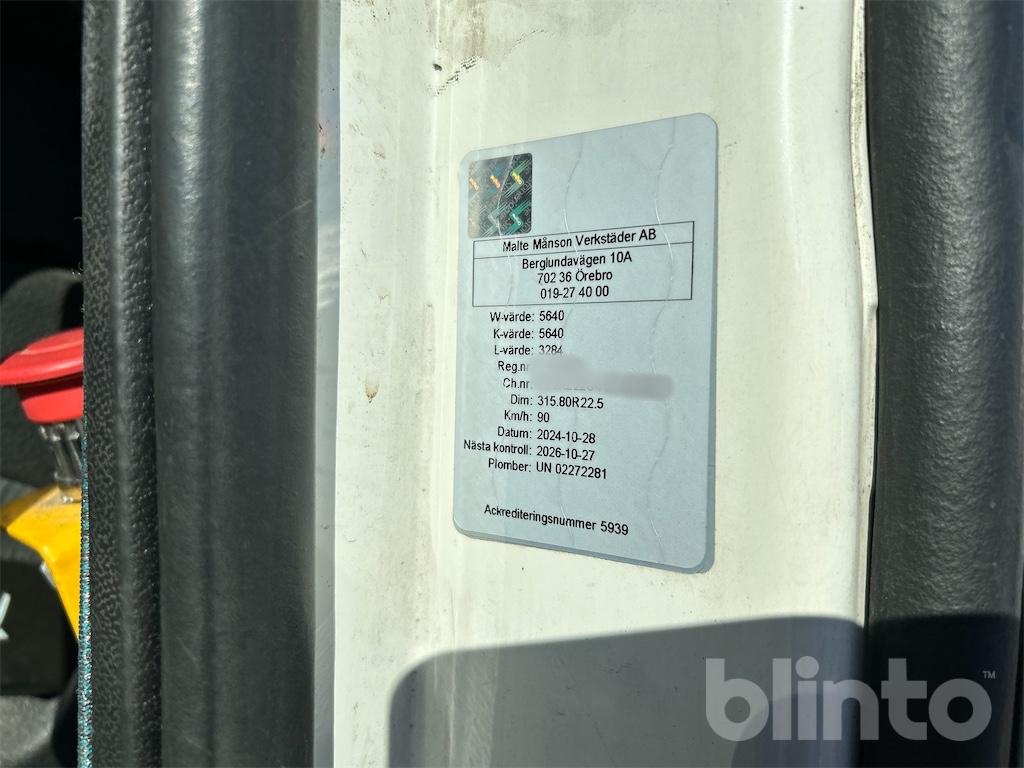 Malte Månson Verkstäder AB
Berglundavägen 10A
702 36 Örebro
019-27 40 00
W-värde: 5640
K-värde: 5640
L-värde: 3284
Reg.nr
Ch.nr:
Dim: 315.80R22.5
Km/h: 90
Datum: 2024-10-28
Nästa kontroll: 2026-10-27
Plomber: UN 02272281
Ackrediteringsnummer 5939
blinto™